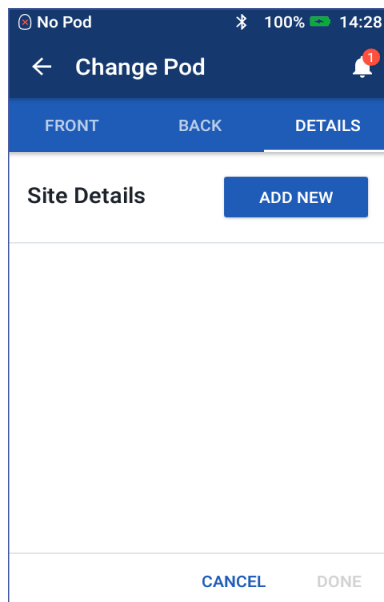 No Pod 100% 14:28
Change Pod 1
FRONT BACK DETAILS
Site Details ADD NEW
CANCEL DONE